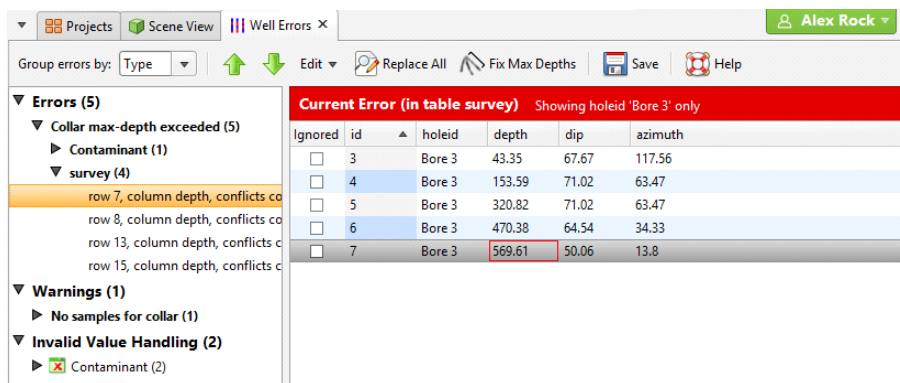 Projects Scene View Well Errors ✕ Alex Rock
Group errors by: Type Edit Replace All Fix Max Depths Save Help
Errors (5)
Collar max-depth exceeded (5)
Contaminant (1)
survey (4)
row 7, column depth, conflicts co
row 8, column depth, conflicts co
row 13, column depth, conflicts c
row 15, column depth, conflicts c
Warnings (1)
No samples for collar (1)
Invalid Value Handling (2)
Contaminant (2)
Current Error (in table survey) Showing holeid 'Bore 3' only
Ignored id holeid depth dip azimuth
3 Bore 3 43.35 67.67 117.56
4 Bore 3 153.59 71.02 63.47
5 Bore 3 320.82 71.02 63.47
6 Bore 3 470.38 64.54 34.33
7 Bore 3 569.61 50.06 13.8